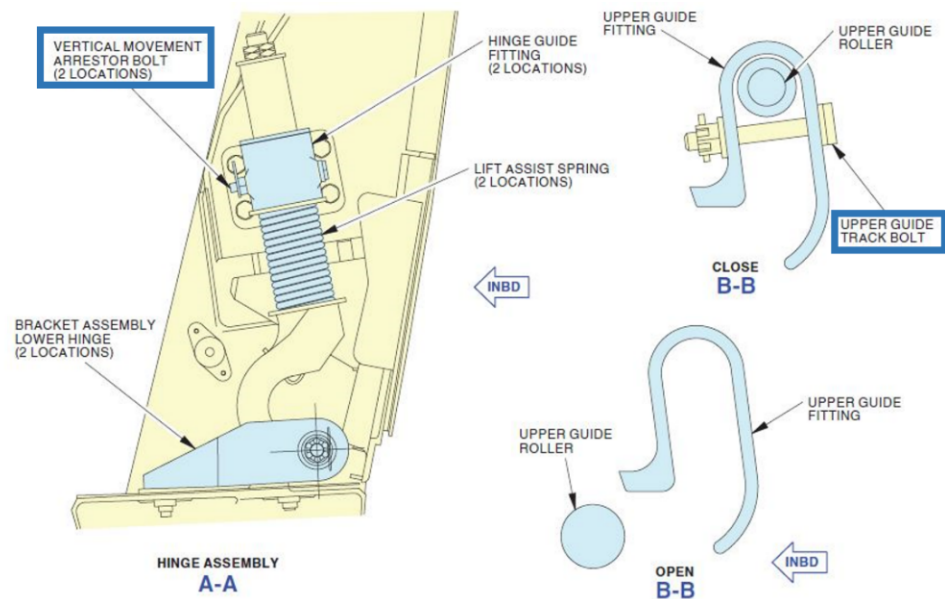 VERTICAL MOVEMENT
ARRESTOR BOLT
(2 LOCATIONS)
HINGE GUIDE
FITTING
(2 LOCATIONS)
LIFT ASSIST SPRING
(2 LOCATIONS)
BRACKET ASSEMBLY
LOWER HINGE
(2 LOCATIONS)
INBD
HINGE ASSEMBLY
A-A
UPPER GUIDE
FITTING
UPPER GUIDE
ROLLER
UPPER GUIDE
TRACK BOLT
CLOSE
B-B
UPPER GUIDE
FITTING
UPPER GUIDE
ROLLER
INBD
OPEN
B-B